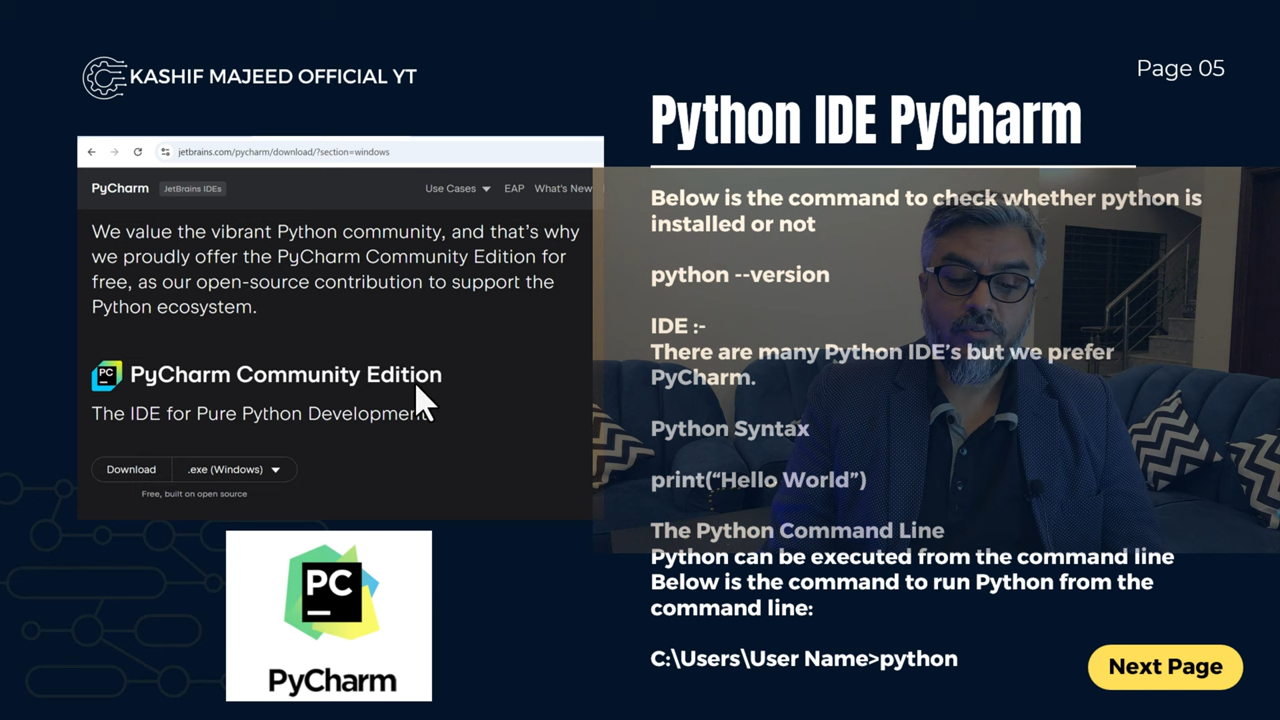 KASHIF MAJEED OFFICIAL YT
Page 05
Python IDE PyCharm
jetbrains.com/pycharm/download/?section=windows
PyCharm JetBrains IDEs Use Cases EAP What's New
We value the vibrant Python community, and that's why
we proudly offer the PyCharm Community Edition for
free, as our open-source contribution to support the
Python ecosystem.
PC PyCharm Community Edition
The IDE for Pure Python Development
Download .exe (Windows)
Free, built on open source
PC
PyCharm
Below is the command to check whether python is
installed or not
python --version
IDE :-
There are many Python IDE’s but we prefer
PyCharm.
Python Syntax
print(“Hello World”)
The Python Command Line
Python can be executed from the command line
Below is the command to run Python from the
command line:
C:\Users\User Name>python
Next Page